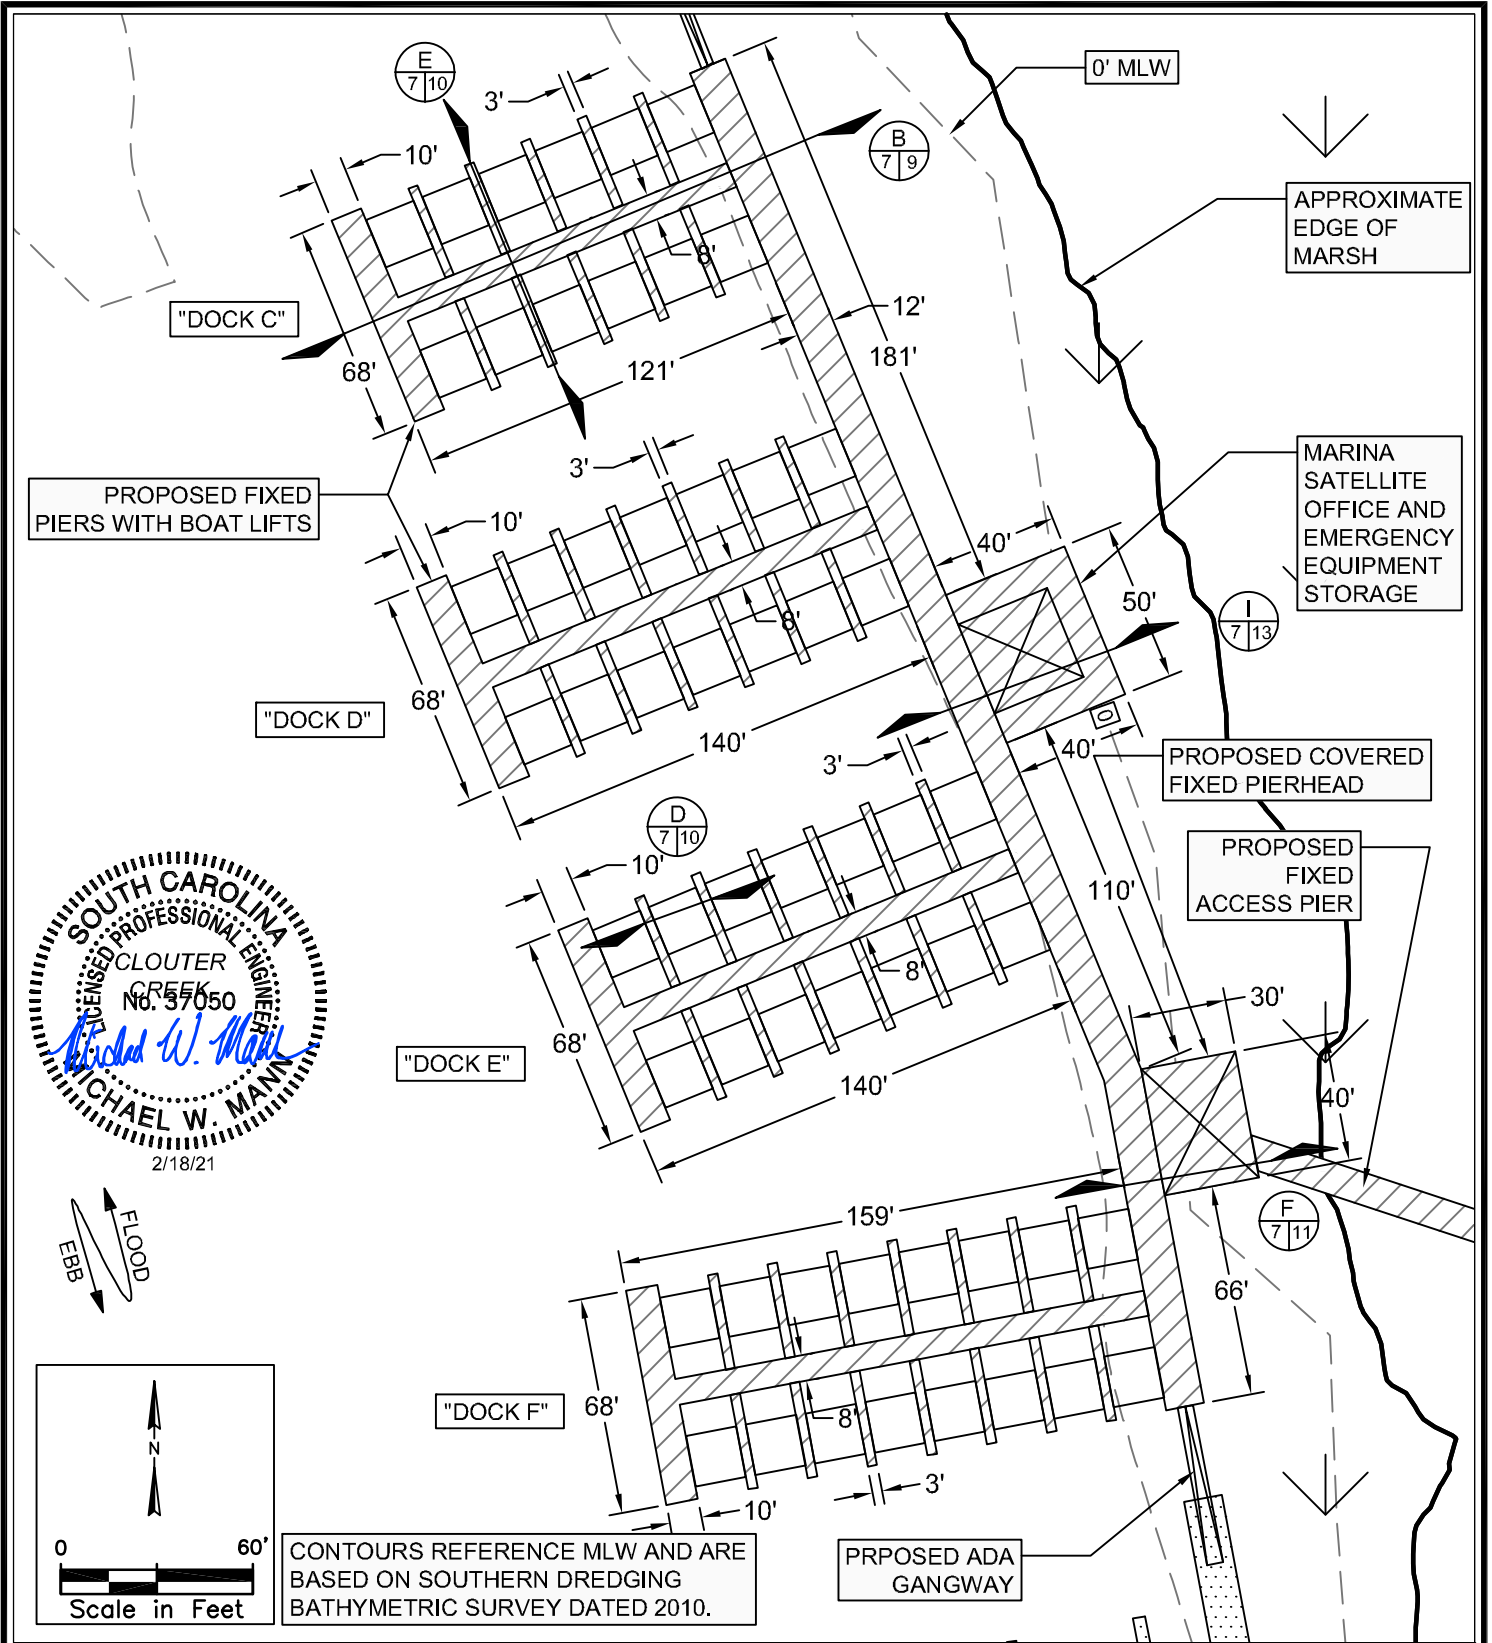 E
7 10
3'
0' MLW
10'
B
7 9
APPROXIMATE
EDGE OF
MARSH
8'
"DOCK C"
12'
68'
121'
181'
3'
MARINA
SATELLITE
OFFICE AND
EMERGENCY
EQUIPMENT
STORAGE
PROPOSED FIXED
PIERS WITH BOAT LIFTS
10'
40'
50'
I
7 13
8'
68'
"DOCK D"
140'
3'
40'
PROPOSED COVERED
FIXED PIERHEAD
D
7 10
10'
PROPOSED
FIXED
ACCESS PIER
110'
SOUTH CAROLINA
LICENSED PROFESSIONAL ENGINEER
CLOUTER
CREEK
No. 37050
Michael W. Mann
MICHAEL W. MANN
2/18/21
8'
30'
68'
"DOCK E"
140'
40'
FLOOD
EBB
159'
F
7 11
66'
68'
"DOCK F"
8'
3'
10'
N
0 60'
Scale in Feet
CONTOURS REFERENCE MLW AND ARE
BASED ON SOUTHERN DREDGING
BATHYMETRIC SURVEY DATED 2010.
PRPOSED ADA
GANGWAY